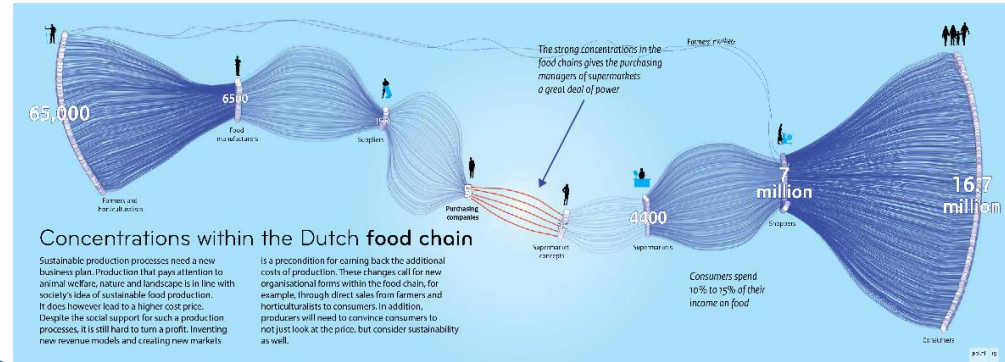 The strong concentrations in the
food chains gives the purchasing
managers of supermarkets
a great deal of power
Farmers' markets
65,000
Farmers and
horticulturalists
6500
Food
manufacturers
1500
Suppliers
5
Purchasing
companies
Supermarket
concepts
4400
Supermarkets
7
million
Shoppers
16,7
million
Consumers
Consumers spend
10% to 15% of their
income on food
Concentrations within the Dutch food chain
Sustainable production processes need a new
business plan. Production that pays attention to
animal welfare, nature and landscape is in line with
society's idea of sustainable food production.
It does however lead to a higher cost price.
Despite the social support for such a production
processes, it is still hard to turn a profit. Inventing
new revenue models and creating new markets
is a precondition for earning back the additional
costs of production. These changes call for new
organisational forms within the food chain, for
example, through direct sales from farmers and
horticulturalists to consumers. In addition,
producers will need to convince consumers to
not just look at the price, but consider sustainability
as well.